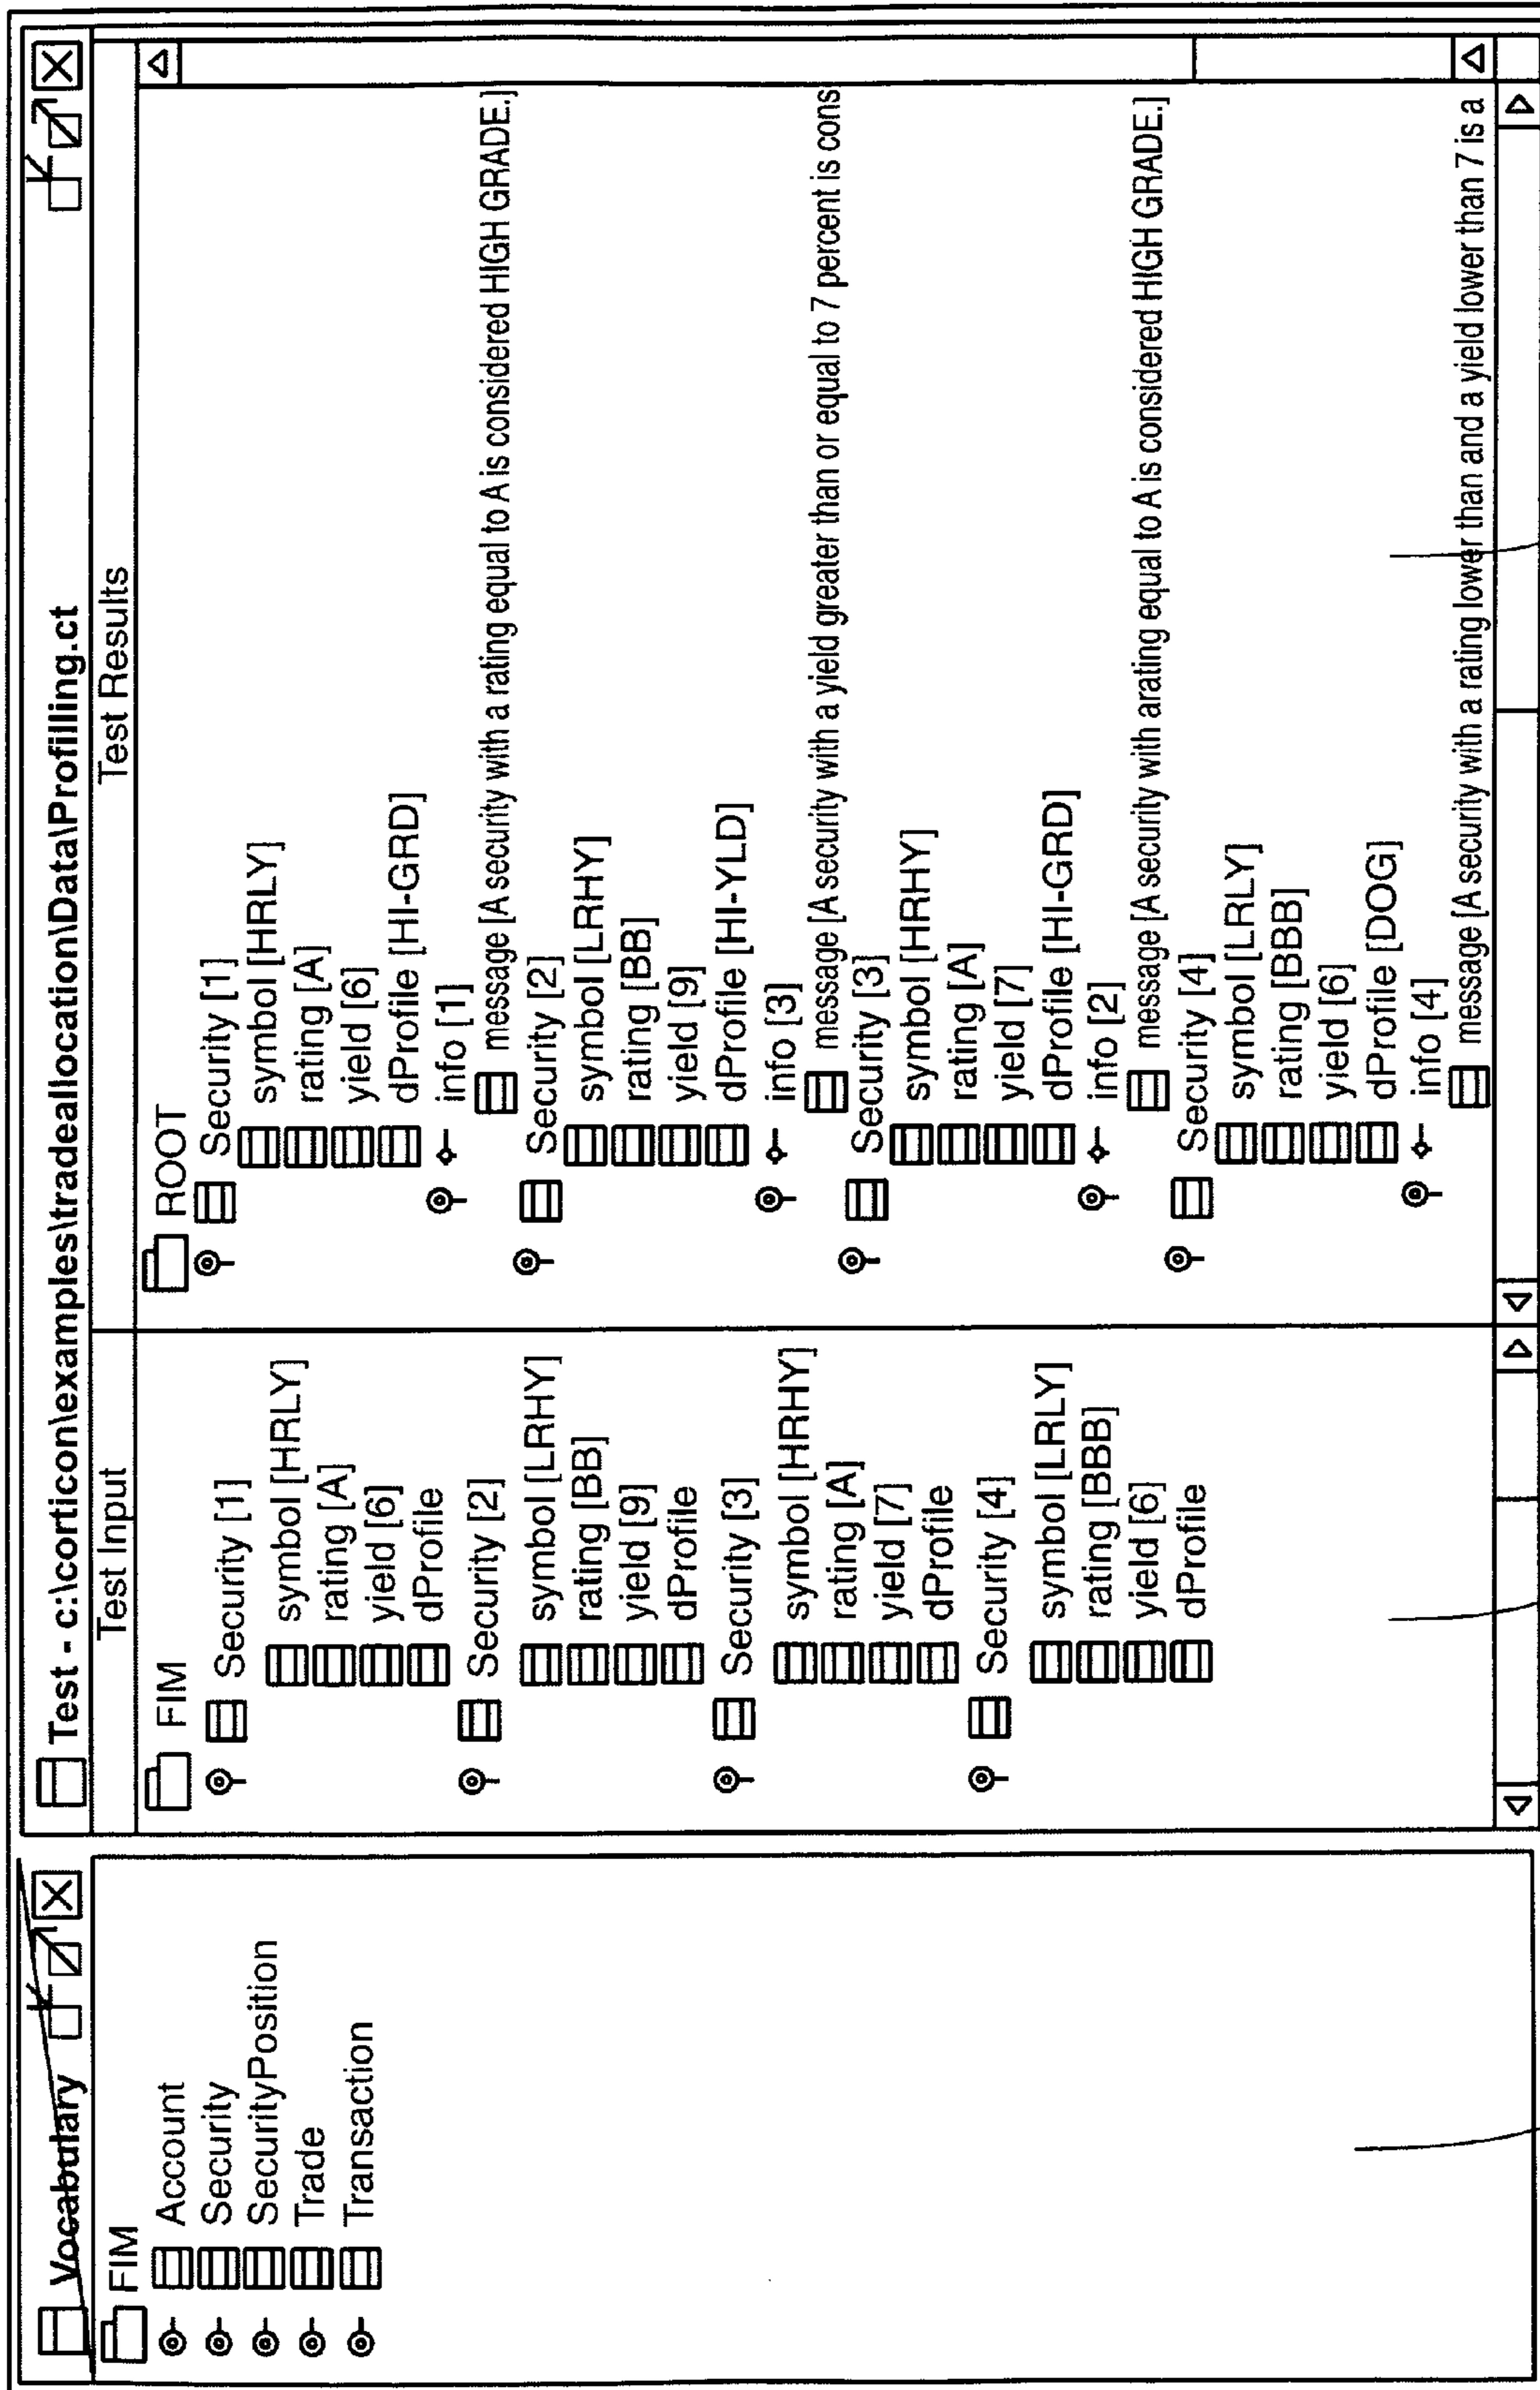 Vocabulary
FIM
Account
Security
SecurityPosition
Trade
Transaction
Test - c:\corticon\examples\tradeallocation\Data\Profilling.ct
Test Input
FIM
Security [1]
symbol [HRLY]
rating [A]
yield [6]
dProfile
Security [2]
symbol [LRHY]
rating [BB]
yield [9]
dProfile
Security [3]
symbol [HRHY]
rating [A]
yield [7]
dProfile
Security [4]
symbol [LRLY]
rating [BBB]
yield [6]
dProfile
Test Results
ROOT
Security [1]
symbol [HRLY]
rating [A]
yield [6]
dProfile [HI-GRD]
info [1]
message [A security with a rating equal to A is considered HIGH GRADE.]
Security [2]
symbol [LRHY]
rating [BB]
yield [9]
dProfile [HI-YLD]
info [3]
message [A security with a yield greater than or equal to 7 percent is cons
Security [3]
symbol [HRHY]
rating [A]
yield [7]
dProfile [HI-GRD]
info [2]
message [A security with arating equal to A is considered HIGH GRADE.]
Security [4]
symbol [LRLY]
rating [BBB]
yield [6]
dProfile [DOG]
info [4]
message [A security with a rating lower than and a yield lower than 7 is a